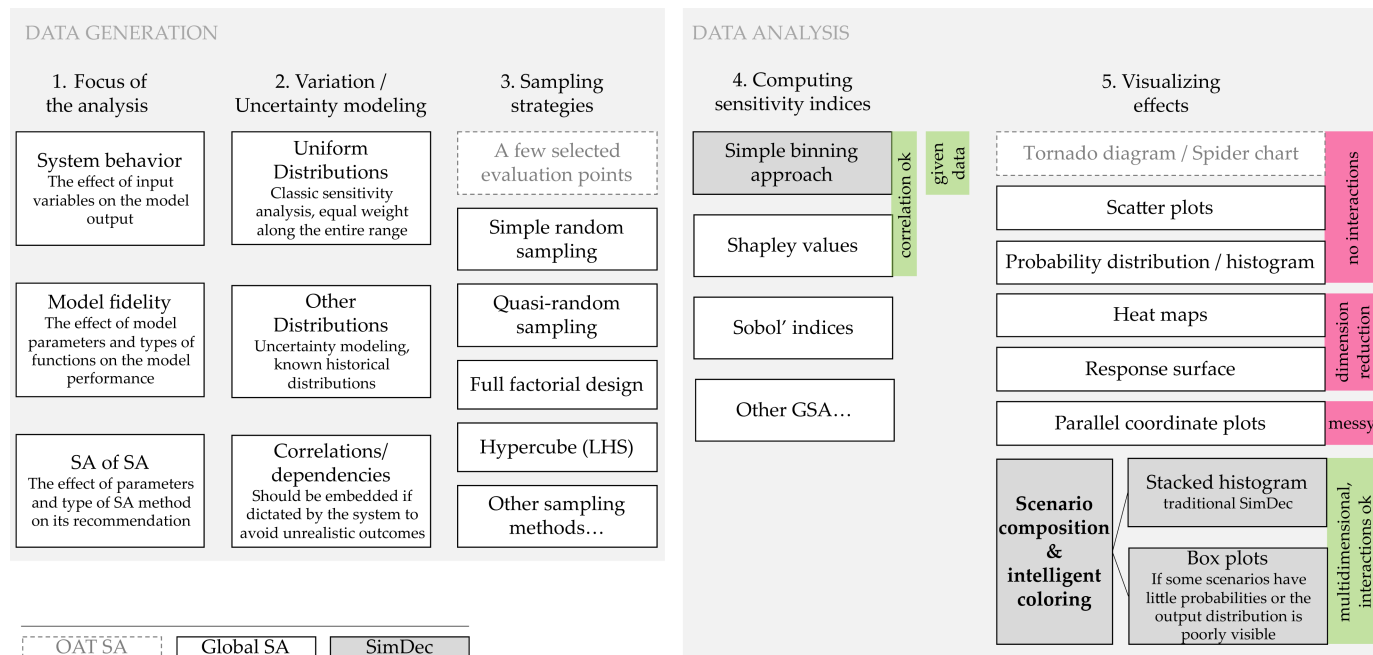 DATA GENERATION
1. Focus of
the analysis
System behavior
The effect of input
variables on the model
output
Model fidelity
The effect of model
parameters and types of
functions on the model
performance
SA of SA
The effect of parameters
and type of SA method
on its recommendation
2. Variation /
Uncertainty modeling
Uniform
Distributions
Classic sensitivity
analysis, equal weight
along the entire range
Other
Distributions
Uncertainty modeling,
known historical
distributions
Correlations/
dependencies
Should be embedded if
dictated by the system to
avoid unrealistic outcomes
3. Sampling
strategies
A few selected
evaluation points
Simple random
sampling
Quasi-random
sampling
Full factorial design
Hypercube (LHS)
Other sampling
methods…
DATA ANALYSIS
4. Computing
sensitivity indices
Simple binning
approach
Shapley values
Sobol’ indices
Other GSA…
correlation ok
given
data
5. Visualizing
effects
Tornado diagram / Spider chart
Scatter plots
Probability distribution / histogram
no interactions
Heat maps
Response surface
dimension
reduction
Parallel coordinate plots
messy
Scenario
composition
&
intelligent
coloring
Stacked histogram
traditional SimDec
Box plots
If some scenarios have
little probabilities or the
output distribution is
poorly visible
multidimensional,
interactions ok
OAT SA
Global SA
SimDec